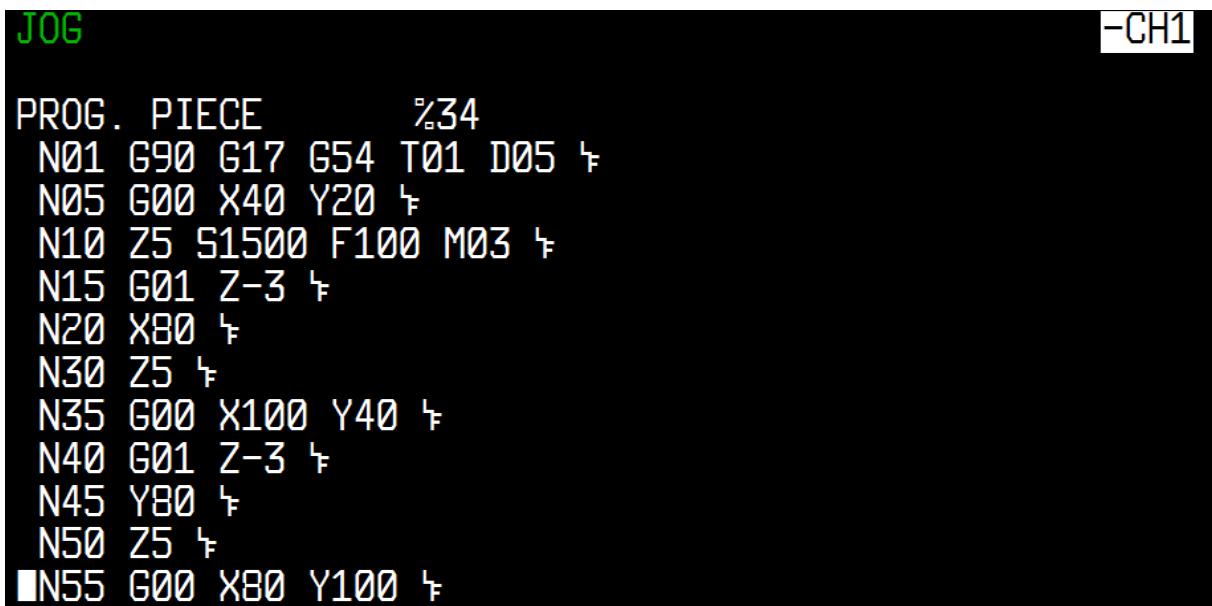 JOG -CH1
PROG. PIECE %34
N01 G90 G17 G54 T01 D05 ␊
N05 G00 X40 Y20 ␊
N10 Z5 S1500 F100 M03 ␊
N15 G01 Z-3 ␊
N20 X80 ␊
N30 Z5 ␊
N35 G00 X100 Y40 ␊
N40 G01 Z-3 ␊
N45 Y80 ␊
N50 Z5 ␊
N55 G00 X80 Y100 ␊